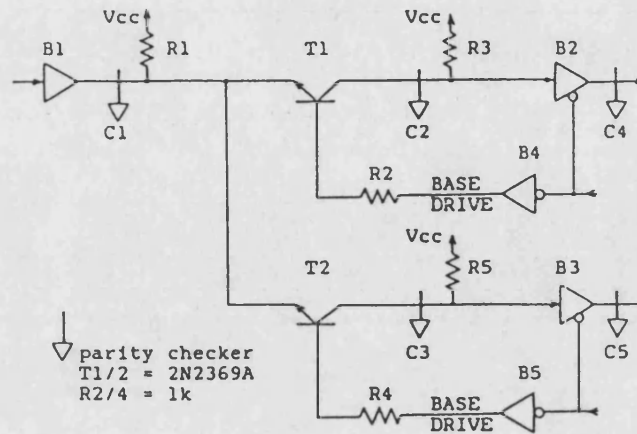 Vcc
Vcc
B1
R1
T1
R3
B2
C1
C2
C4
B4
R2
BASE
DRIVE
Vcc
T2
R5
B3
C3
C5
parity checker
T1/2 = 2N2369A
R2/4 = 1k
B5
R4
BASE
DRIVE